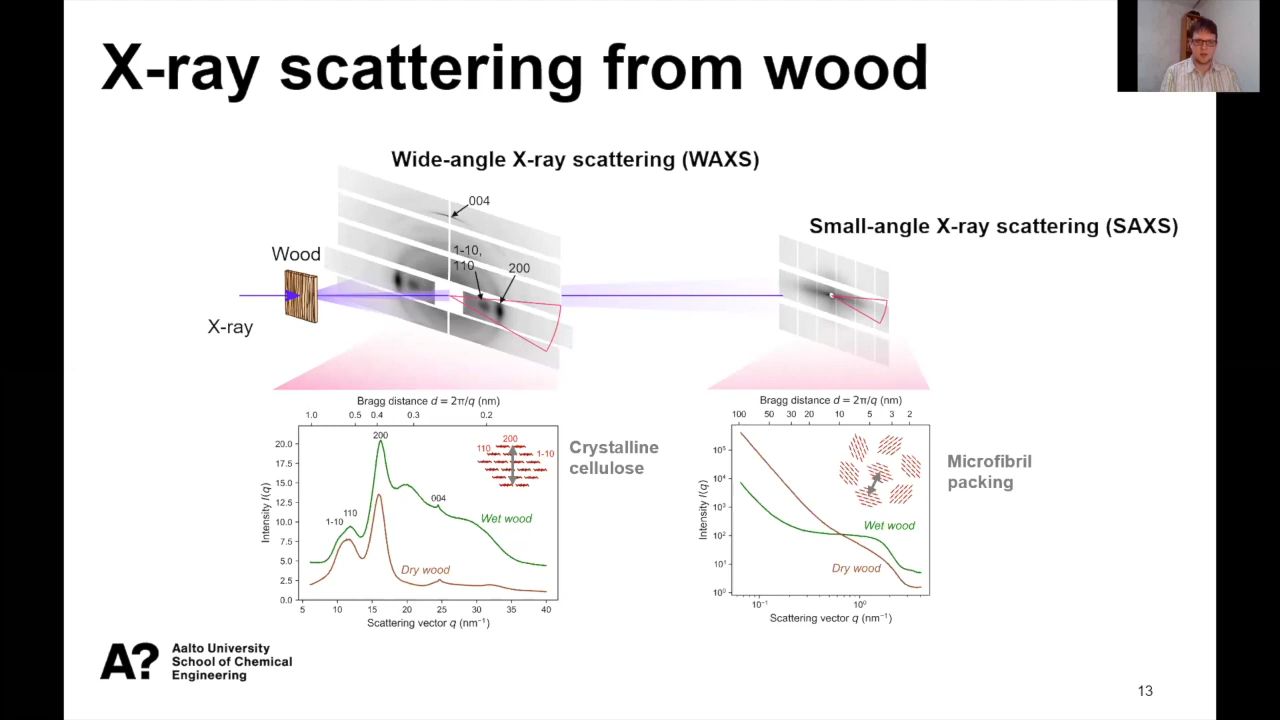 X-ray scattering from wood
Wide-angle X-ray scattering (WAXS)
004
1-10,
110
200
Small-angle X-ray scattering (SAXS)
Wood
X-ray
Bragg distance d = 2π/q (nm)
1.0 0.5 0.4 0.3 0.2
200
110
1-10
004
Wet wood
Dry wood
200
110
1-10
Intensity I(q)
20.0
17.5
15.0
12.5
10.0
7.5
5.0
2.5
0.0
5 10 15 20 25 30 35 40
Scattering vector q (nm⁻¹)
Crystalline
cellulose
Bragg distance d = 2π/q (nm)
100 50 30 20 10 5 3 2
Intensity I(q)
10⁵
10⁴
10³
10²
10¹
10⁰
Wet wood
Dry wood
10⁻¹ 10⁰
Scattering vector q (nm⁻¹)
Microfibril
packing
A?
Aalto University
School of Chemical
Engineering
13